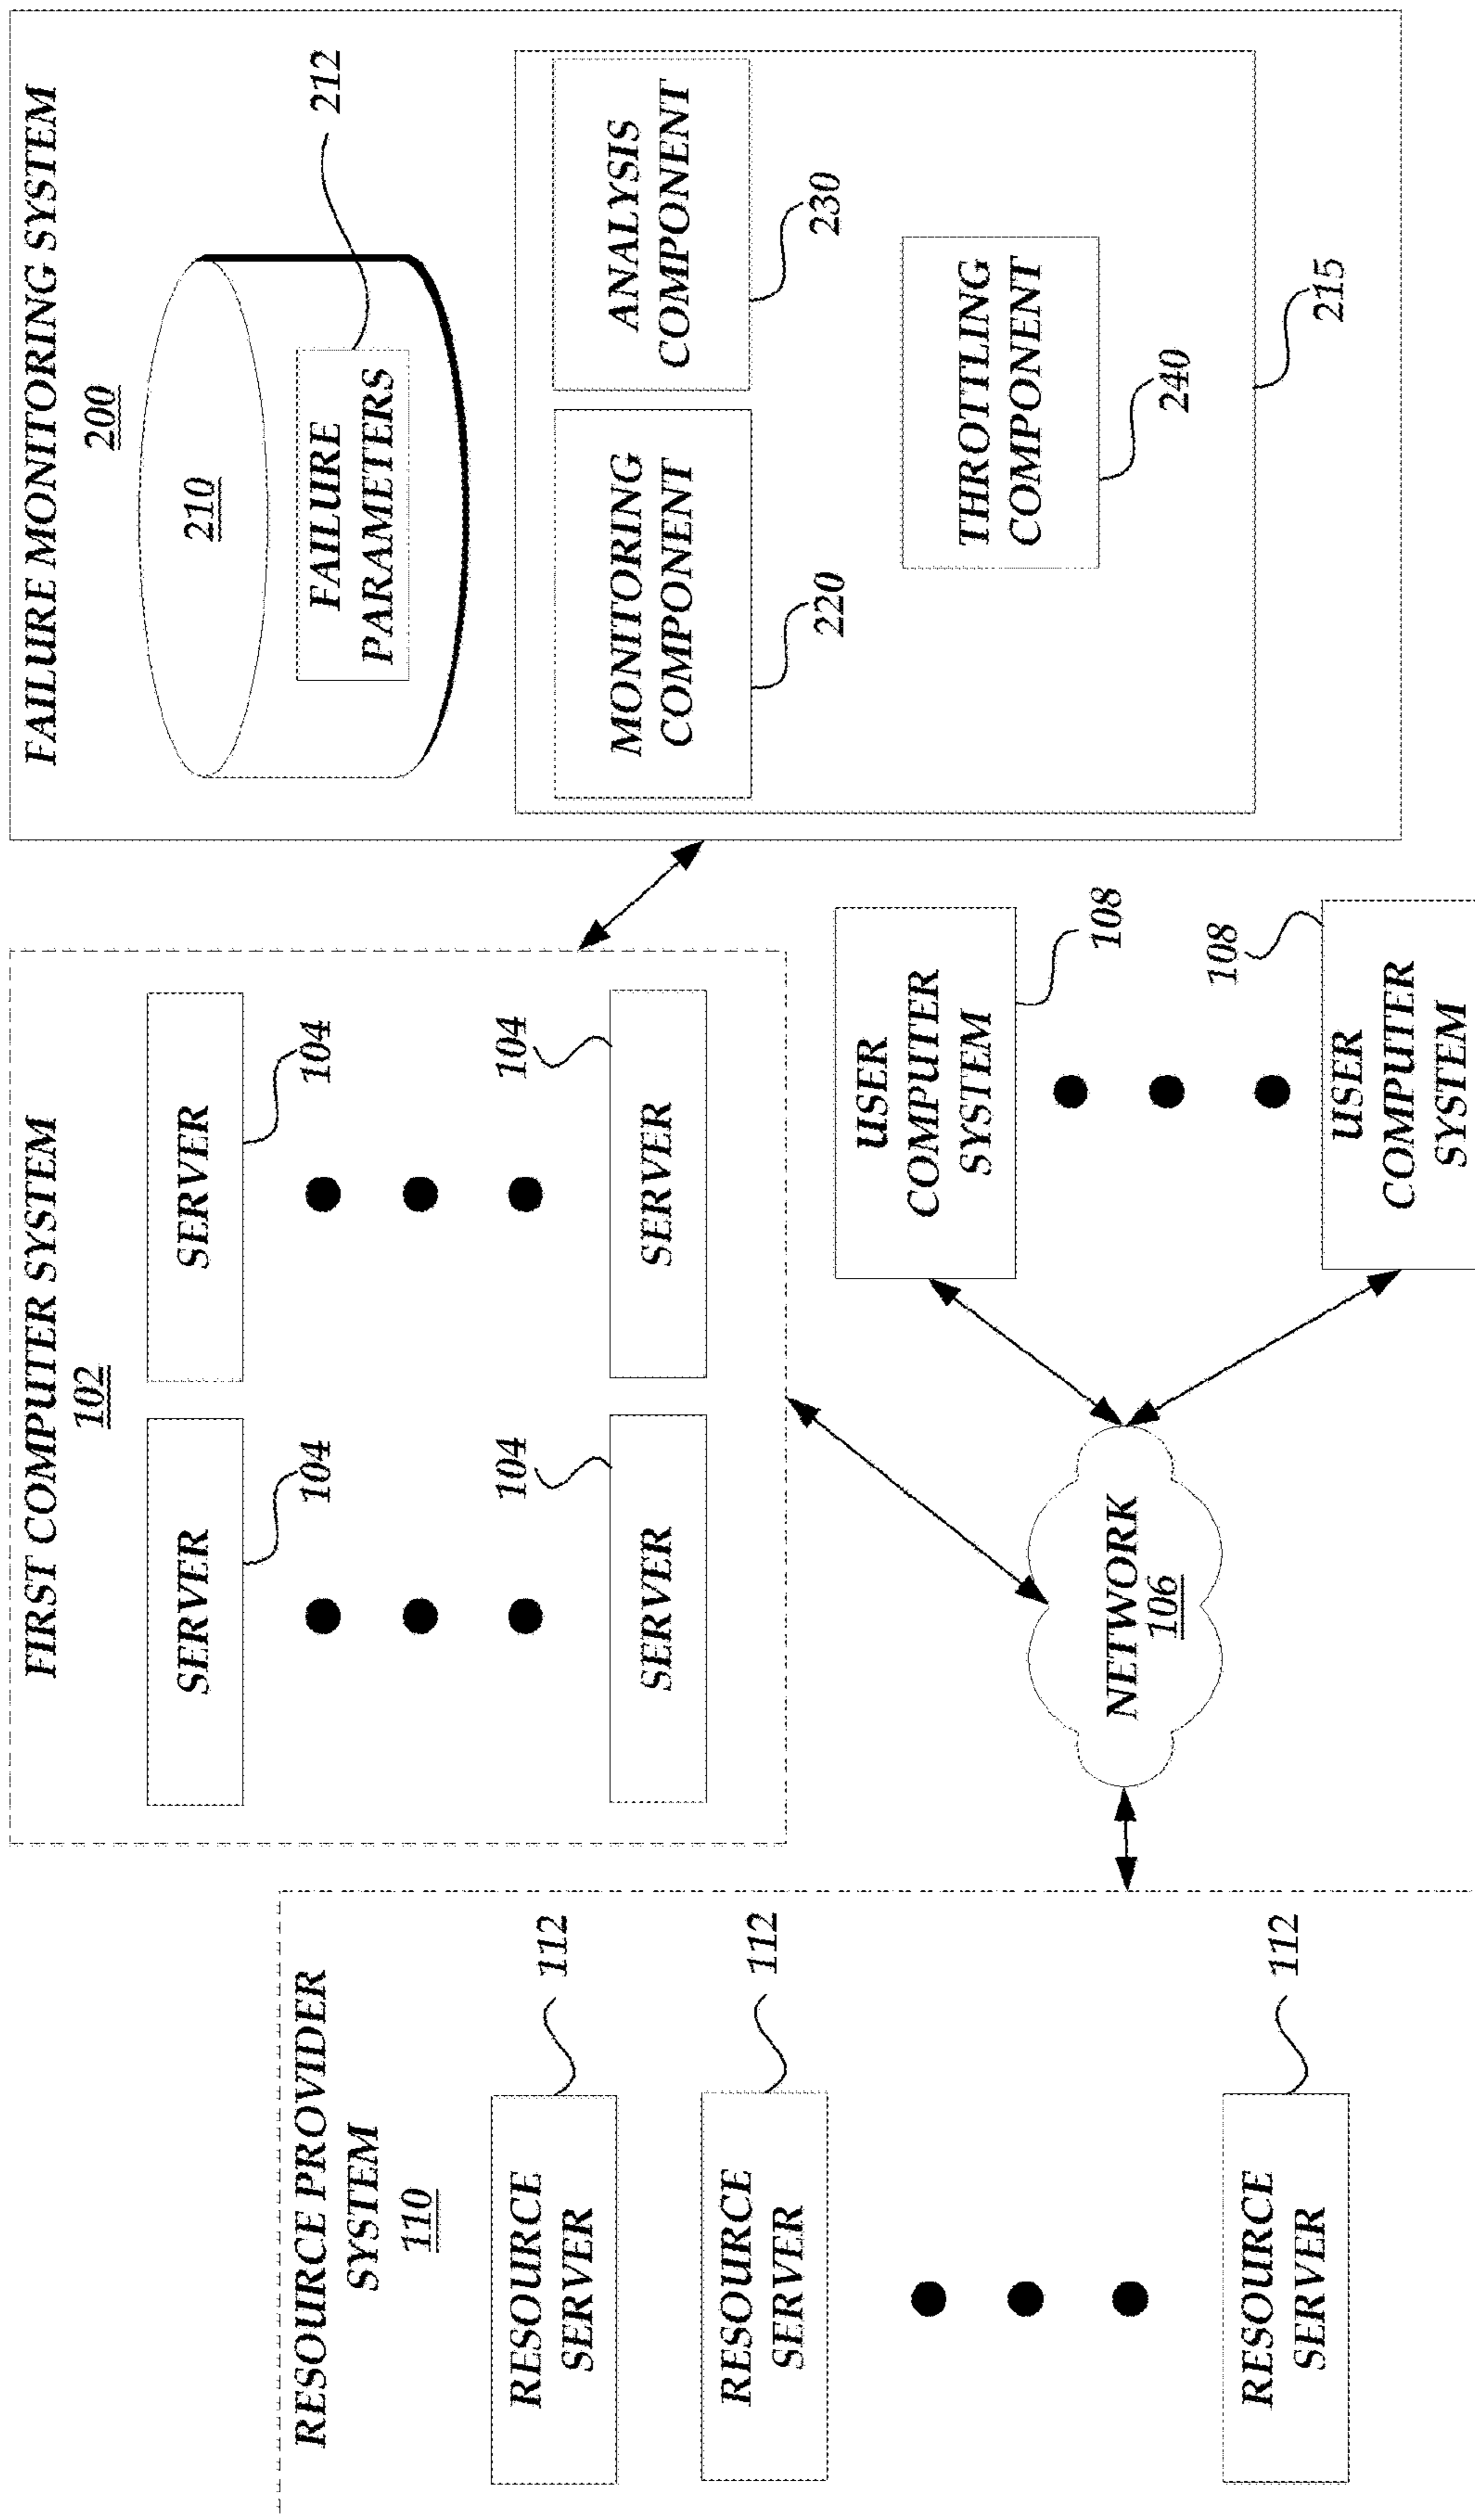 RESOURCE PROVIDER
SYSTEM
110
RESOURCE
SERVER
112
RESOURCE
SERVER
112
RESOURCE
SERVER
112
FIRST COMPUTER SYSTEM
102
SERVER
104
SERVER
104
104
SERVER
104
SERVER
NETWORK
106
USER
COMPUTER
SYSTEM
108
108
USER
COMPUTER
SYSTEM
FAILURE MONITORING SYSTEM
200
210
FAILURE
PARAMETERS
212
MONITORING
COMPONENT
220
ANALYSIS
COMPONENT
230
THROTTLING
COMPONENT
240
215